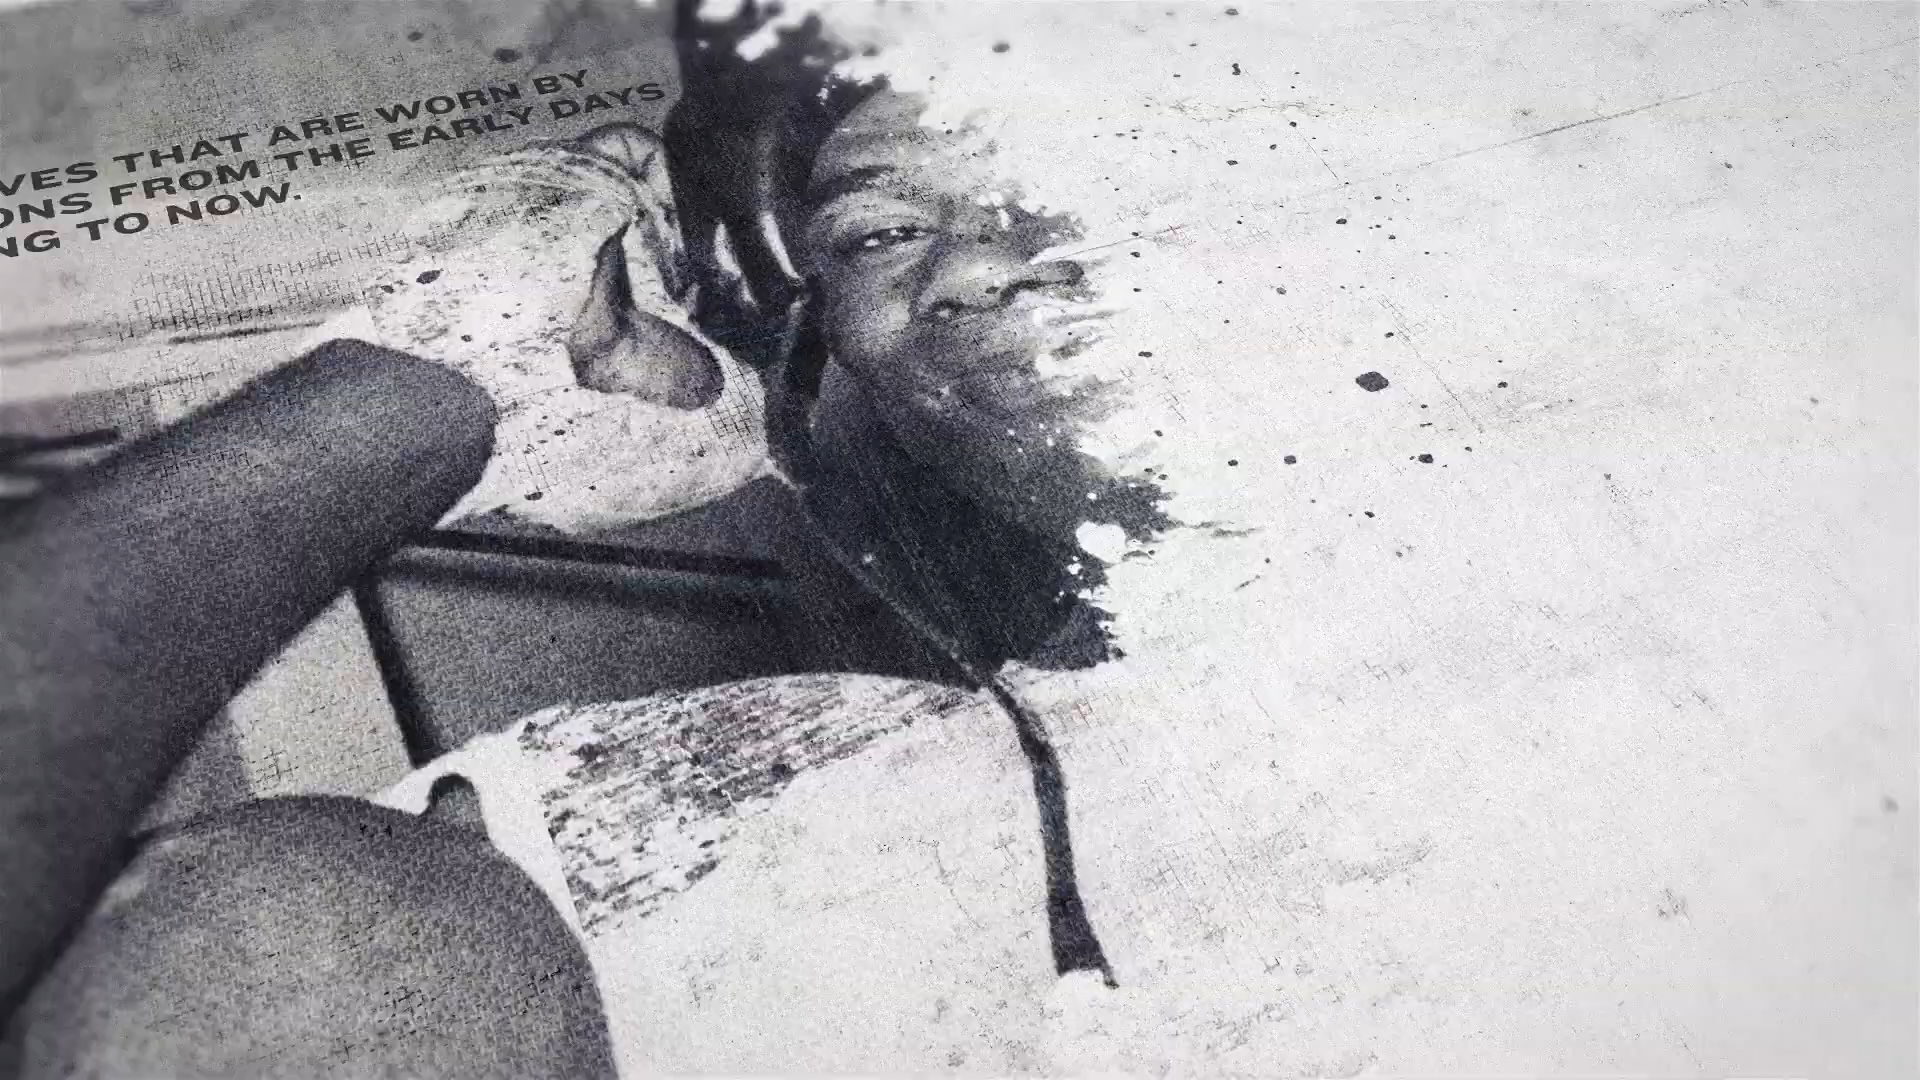 VES THAT ARE WORN BY
ONS FROM THE EARLY DAYS
NG TO NOW.